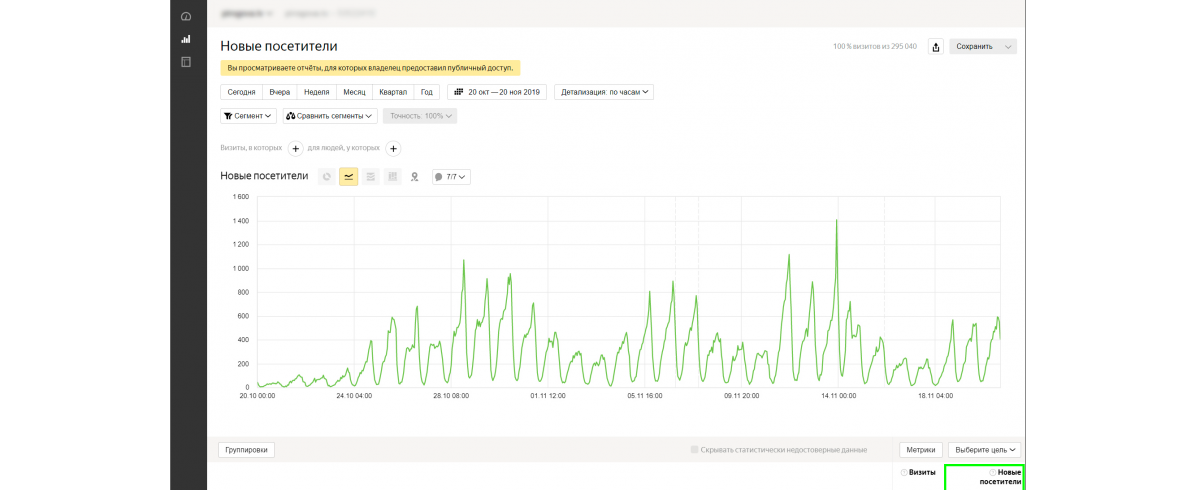 Новые посетители
100 % визитов из 295 040
Сохранить
Вы просматриваете отчёты, для которых владелец предоставил публичный доступ.
Сегодня Вчера Неделя Месяц Квартал Год 20 окт — 20 ноя 2019 Детализация: по часам
Сегмент Сравнить сегменты Точность: 100%
Визиты, в которых + для людей, у которых +
Новые посетители 7/7
1 600
1 400
1 200
1 000
800
600
400
200
0
20.10 00:00 24.10 04:00 28.10 08:00 01.11 12:00 05.11 16:00 09.11 20:00 14.11 00:00 18.11 04:00
Группировки Скрывать статистически недостоверные данные Метрики Выберите цель
Визиты Новые
посетители